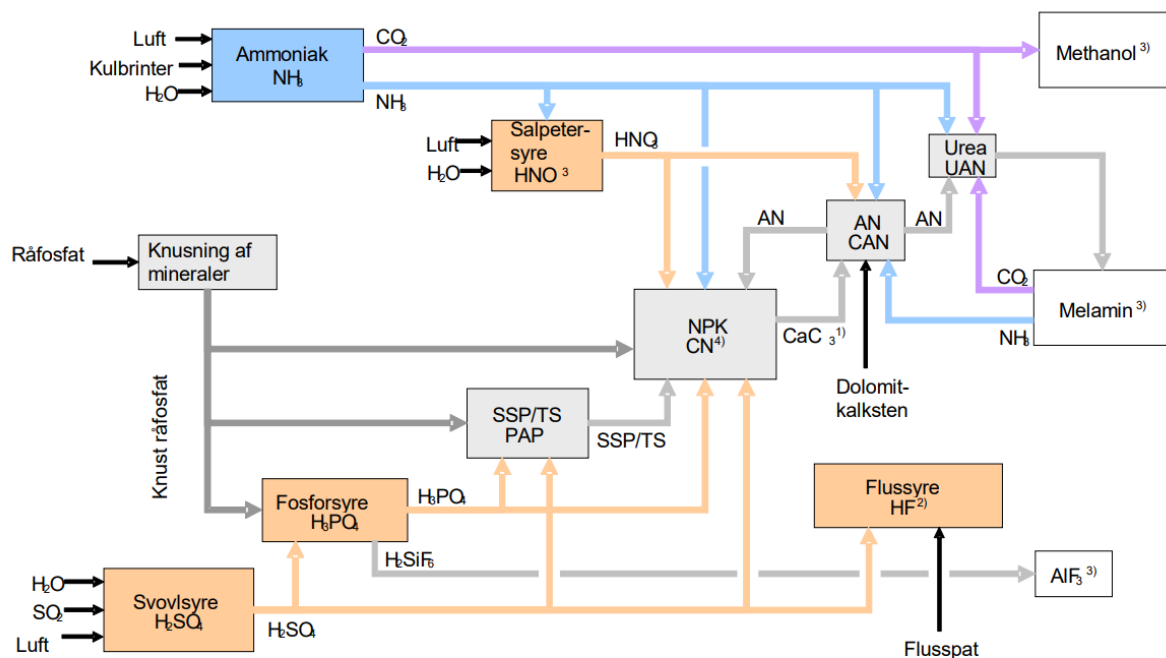 Luft
Kulbrinter
H₂O
Ammoniak
NH₃
CO₂
NH₃
Methanol ³⁾
Luft
H₂O
Salpeter-
syre
HNO ³
HNO₃
Urea
UAN
AN
AN
CAN
AN
Råfosfat
Knusning af
mineraler
CO₂
Melamin ³⁾
NH₃
NPK
CN⁴⁾
CaC ₃¹⁾
Dolomit-
kalksten
Knust råfosfat
SSP/TS
PAP
SSP/TS
Fosforsyre
H₃PO₄
H₃PO₄
H₂SiF₆
Flussyre
HF²⁾
AlF₃ ³⁾
H₂O
SO₂
Luft
Svovlsyre
H₂SO₄
H₂SO₄
Flusspat